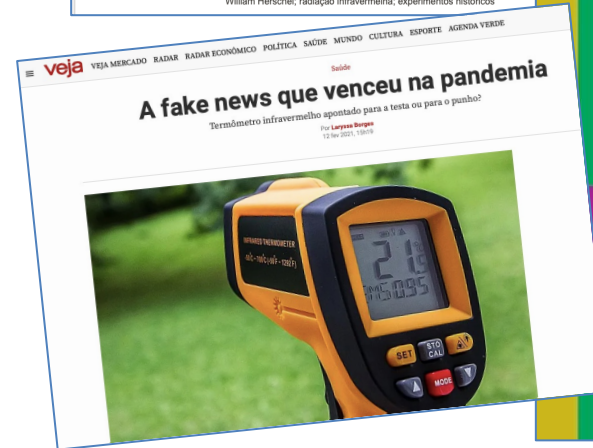 William Herschel; radiação infravermelha; experimentos históricos
veja VEJA MERCADO RADAR RADAR ECONÔMICO POLÍTICA SAÚDE MUNDO CULTURA ESPORTE AGENDA VERDE
Saúde
A fake news que venceu na pandemia
Termômetro infravermelho apontado para a testa ou para o punho?
Por Laryssa Borges
12 fev 2021, 15h19
INFRARED THERMOMETER
SET
STO
CAL
MODE